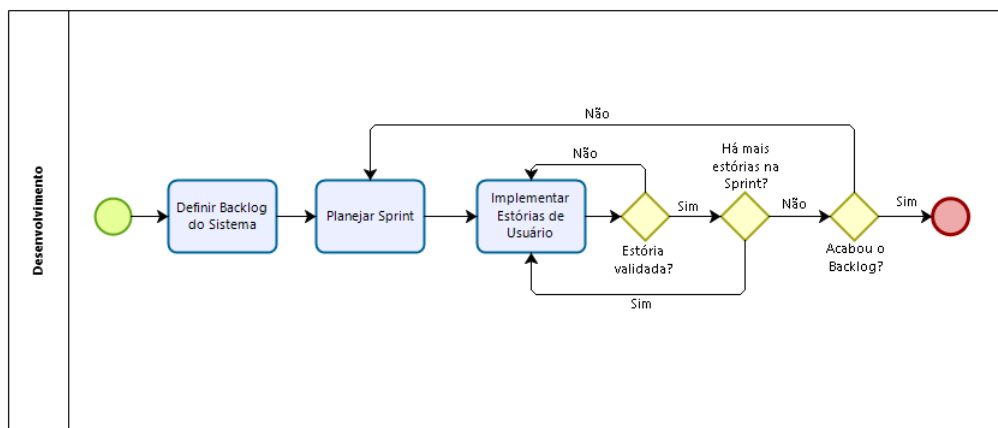 Desenvolvimento
Definir Backlog
do Sistema
Planejar Sprint
Implementar
Estórias de
Usuário
Não
Estória
validada?
Sim
Há mais
estórias na
Sprint?
Sim
Não
Não
Acabou o
Backlog?
Sim